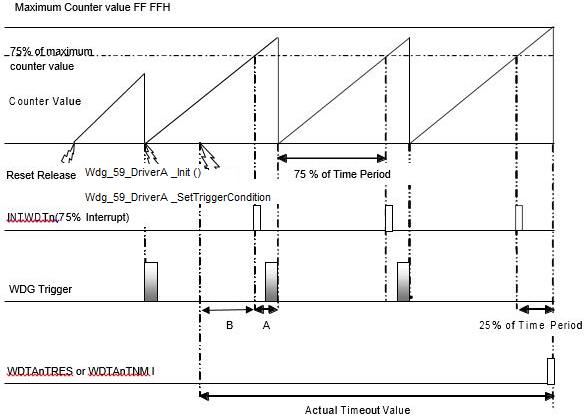 Maximum Counter value FF FFH
75% of maximum
counter value
Counter Value
Reset Release
Wdg_59_DriverA _Init ()
75 % of Time Period
Wdg_59_DriverA _SetTriggerCondition
INTWDTn(75% Interrupt)
WDG Trigger
B
A
25% of Time Period
WDTAnTRES or WDTAnTNMI
Actual Timeout Value